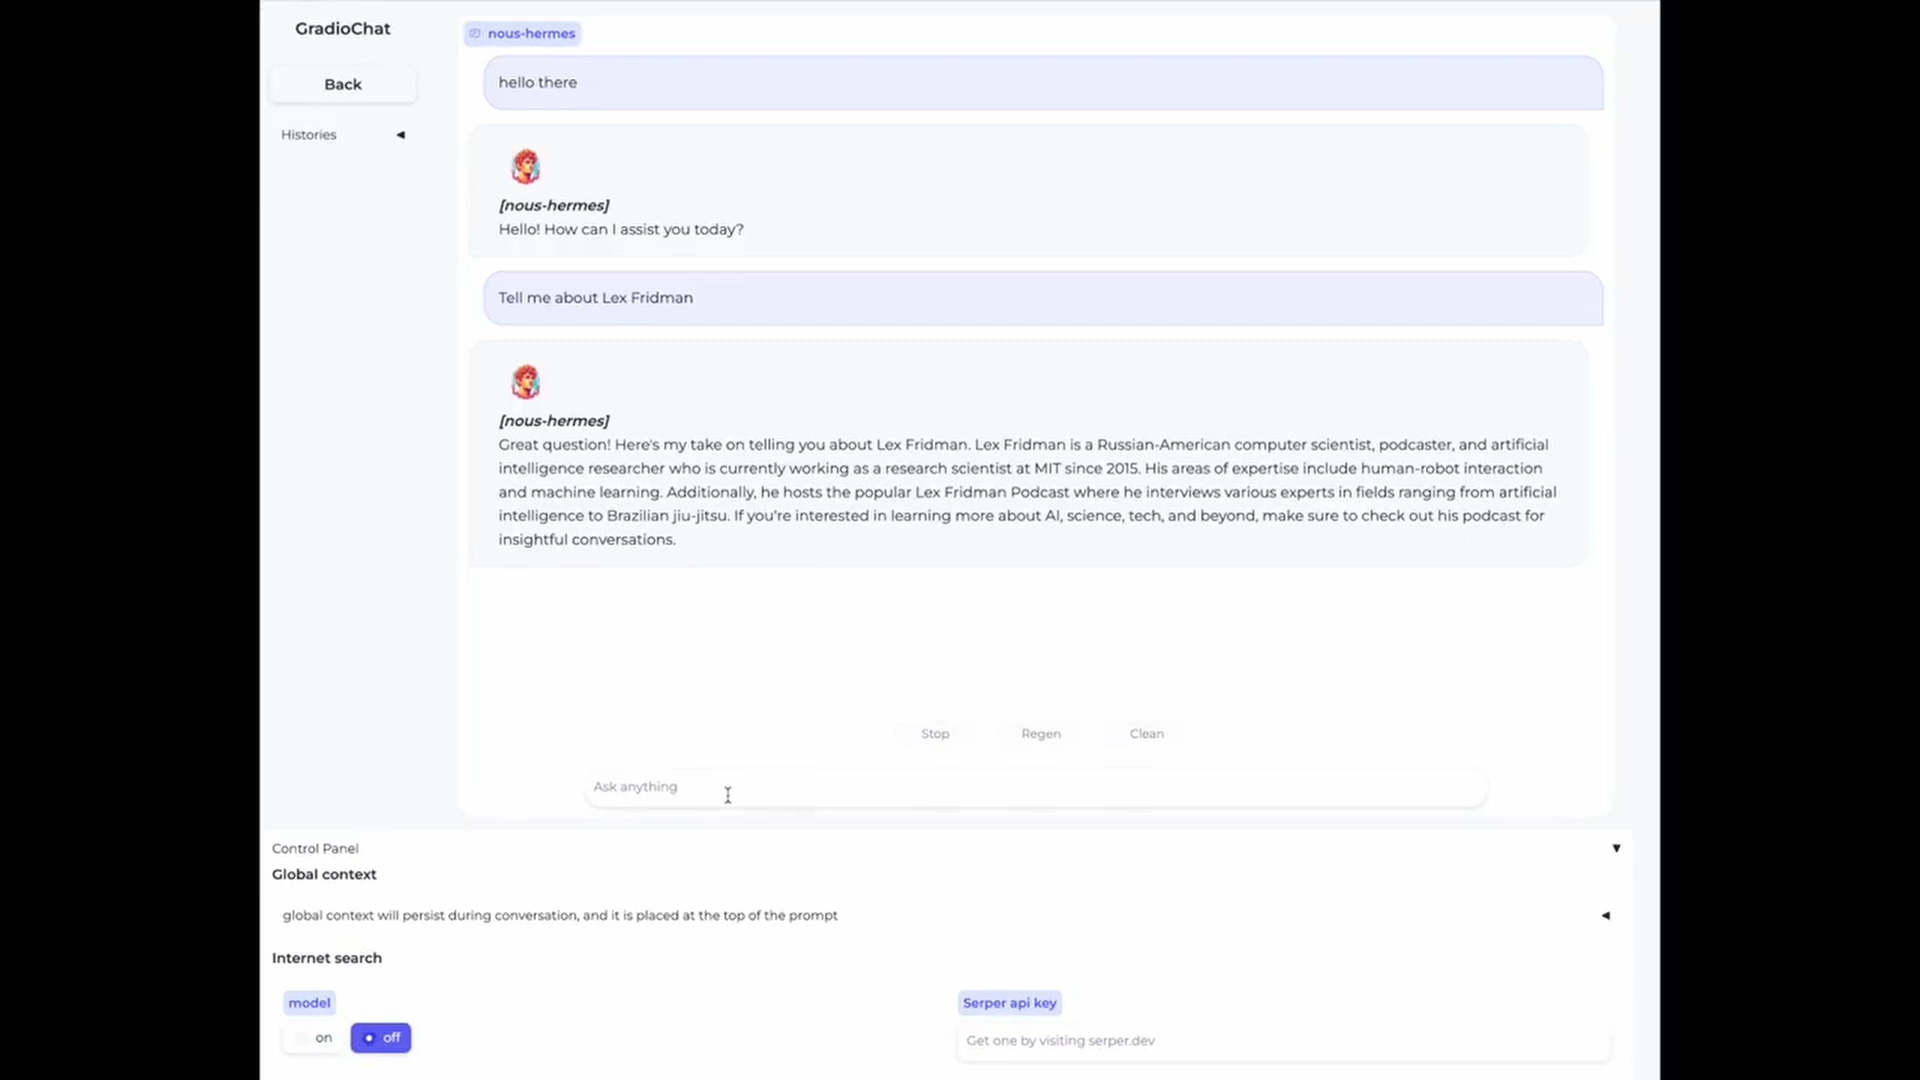 GradioChat
Back
Histories
nous-hermes
hello there
[nous-hermes]
Hello! How can I assist you today?
Tell me about Lex Fridman
[nous-hermes]
Great question! Here's my take on telling you about Lex Fridman. Lex Fridman is a Russian-American computer scientist, podcaster, and artificial
intelligence researcher who is currently working as a research scientist at MIT since 2015. His areas of expertise include human-robot interaction
and machine learning. Additionally, he hosts the popular Lex Fridman Podcast where he interviews various experts in fields ranging from artificial
intelligence to Brazilian jiu-jitsu. If you're interested in learning more about AI, science, tech, and beyond, make sure to check out his podcast for
insightful conversations.
Stop Regen Clean
Ask anything
Control Panel
Global context
global context will persist during conversation, and it is placed at the top of the prompt
Internet search
model
on off
Serper api key
Get one by visiting serper.dev